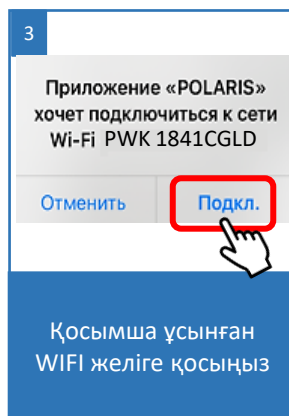 3
Приложение «POLARIS»
хочет подключиться к сети
Wi-Fi PWK 1841CGLD
Отменить
Подкл.
Қосымша ұсынған
WIFI желіге қосыңыз